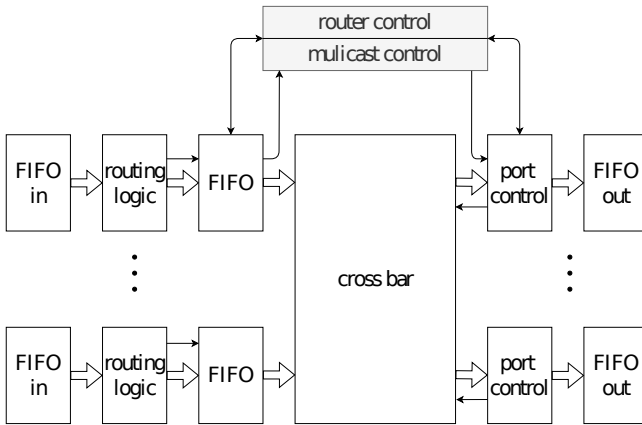 router control
mulicast control
FIFO
in
routing
logic
FIFO
cross bar
port
control
FIFO
out
FIFO
in
routing
logic
FIFO
port
control
FIFO
out